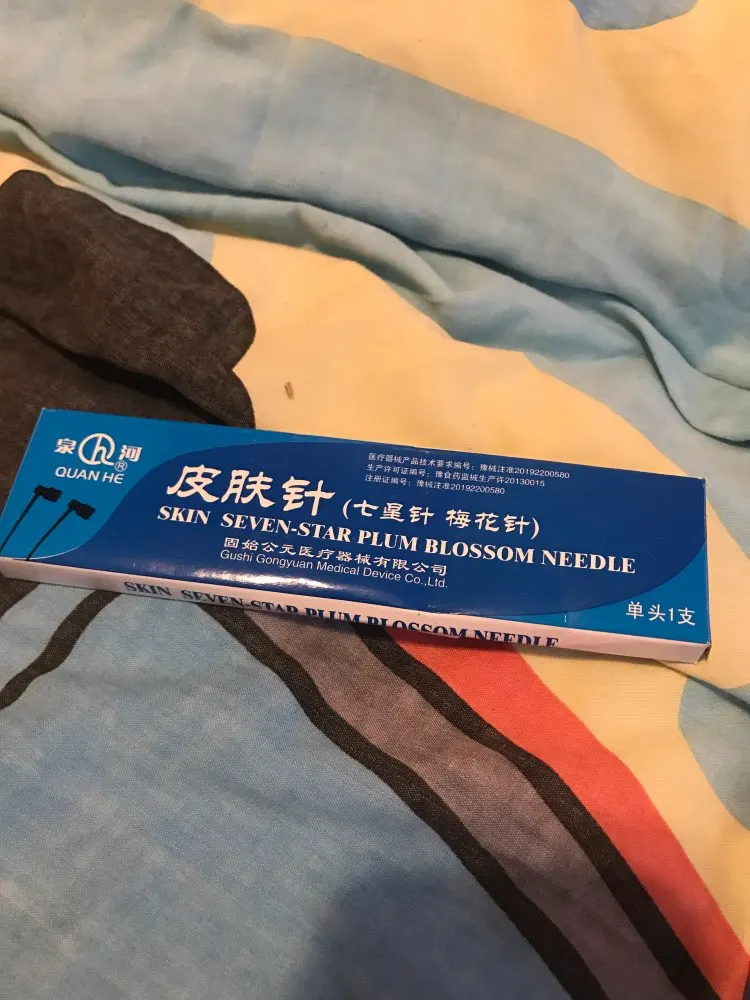 泉河®
QUAN HE
医疗器械产品技术要求编号：豫械注准20192200580
生产许可证编号：豫食药监械生产许20130015
注册证编号：豫械注准20192200580
皮肤针(七星针 梅花针)
SKIN SEVEN-STAR PLUM BLOSSOM NEEDLE
固始公元医疗器械有限公司
Gushi Gongyuan Medical Device Co.,Ltd.
单头1支
SKIN SEVEN-STAR PLUM BLOSSOM NEEDLE